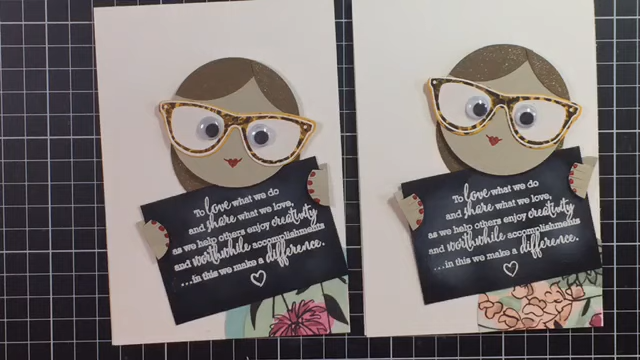 To love what we do
and share what we love,
as we help others enjoy creativity
and worthwhile accomplishments
...in this we make a difference.
To love what we do
and share what we love,
as we help others enjoy creativity
and worthwhile accomplishments
...in this we make a difference.